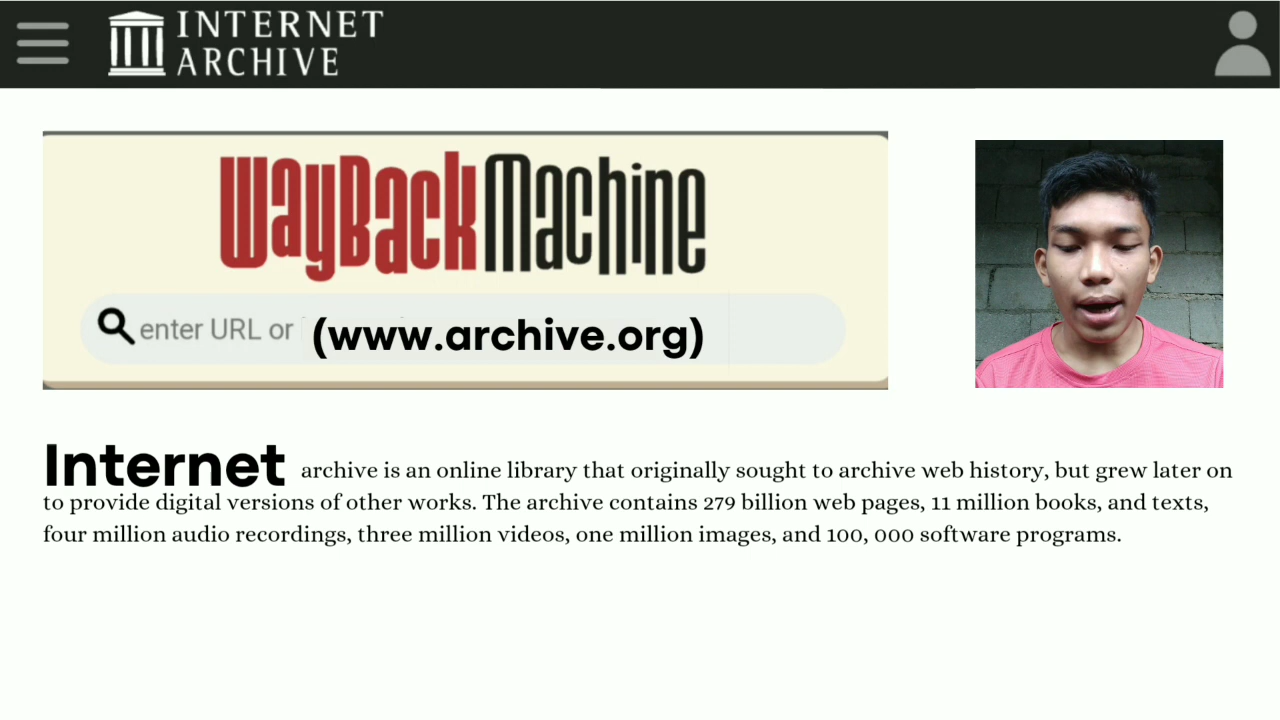 INTERNET
ARCHIVE
WayBackMachine
enter URL or (www.archive.org)
Internet archive is an online library that originally sought to archive web history, but grew later on
to provide digital versions of other works. The archive contains 279 billion web pages, 11 million books, and texts,
four million audio recordings, three million videos, one million images, and 100, 000 software programs.